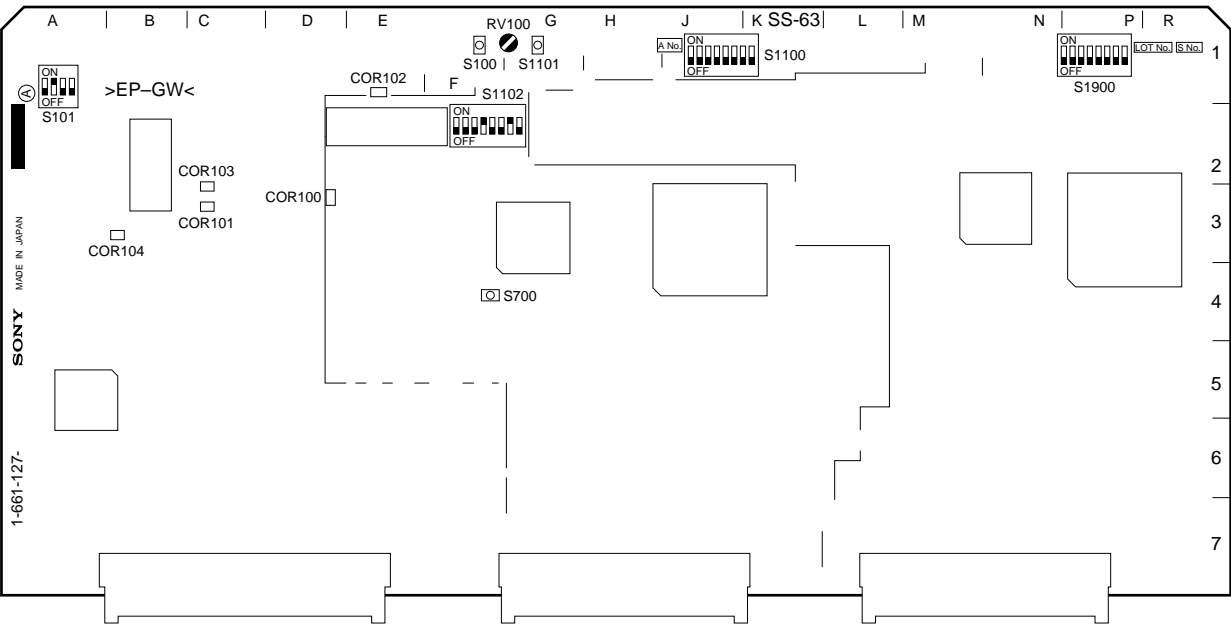 A B C D E G H J K SS-63 L M N P R
RV100
S100 S1101
A No.
ON
OFF
S1100
ON
OFF
S1900
LOT No. S No.
1
ON
OFF
S101
A
>EP–GW<
COR102
F
S1102
ON
OFF
2
COR103
COR101
COR100
COR104
3
MADE IN JAPAN
S700
4
SONY
5
6
1-661-127-
7